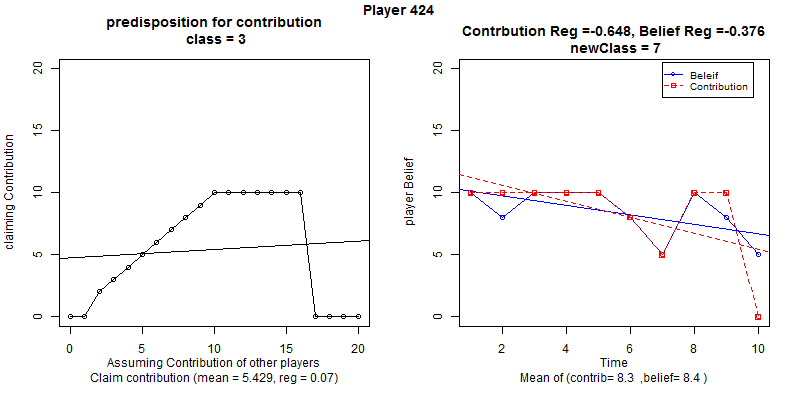 Player 424
predisposition for contribution
class = 3
claiming Contribution
0
5
10
15
20
0
5
10
15
20
Assuming Contribution of other players
Claim contribution (mean = 5.429, reg = 0.07)
Contrbution Reg =-0.648, Belief Reg =-0.376
newClass = 7
Beleif
Contribution
player Belief
0
5
10
15
20
2
4
6
8
10
Time
Mean of (contrib= 8.3 ,belief= 8.4 )